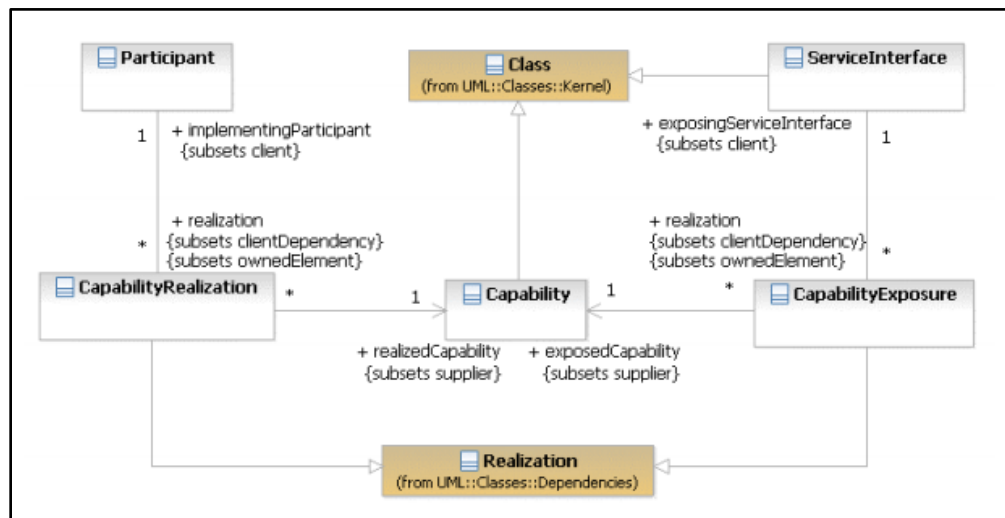 Participant
Class
(from UML::Classes::Kernel)
ServiceInterface
1
+ implementingParticipant
{subsets client}
+ exposingServiceInterface
{subsets client}
1
+ realization
{subsets clientDependency}
{subsets ownedElement}
*
+ realization
{subsets clientDependency}
{subsets ownedElement}
*
CapabilityRealization
*
1
Capability
1
*
CapabilityExposure
+ realizedCapability
{subsets supplier}
+ exposedCapability
{subsets supplier}
Realization
(from UML::Classes::Dependencies)